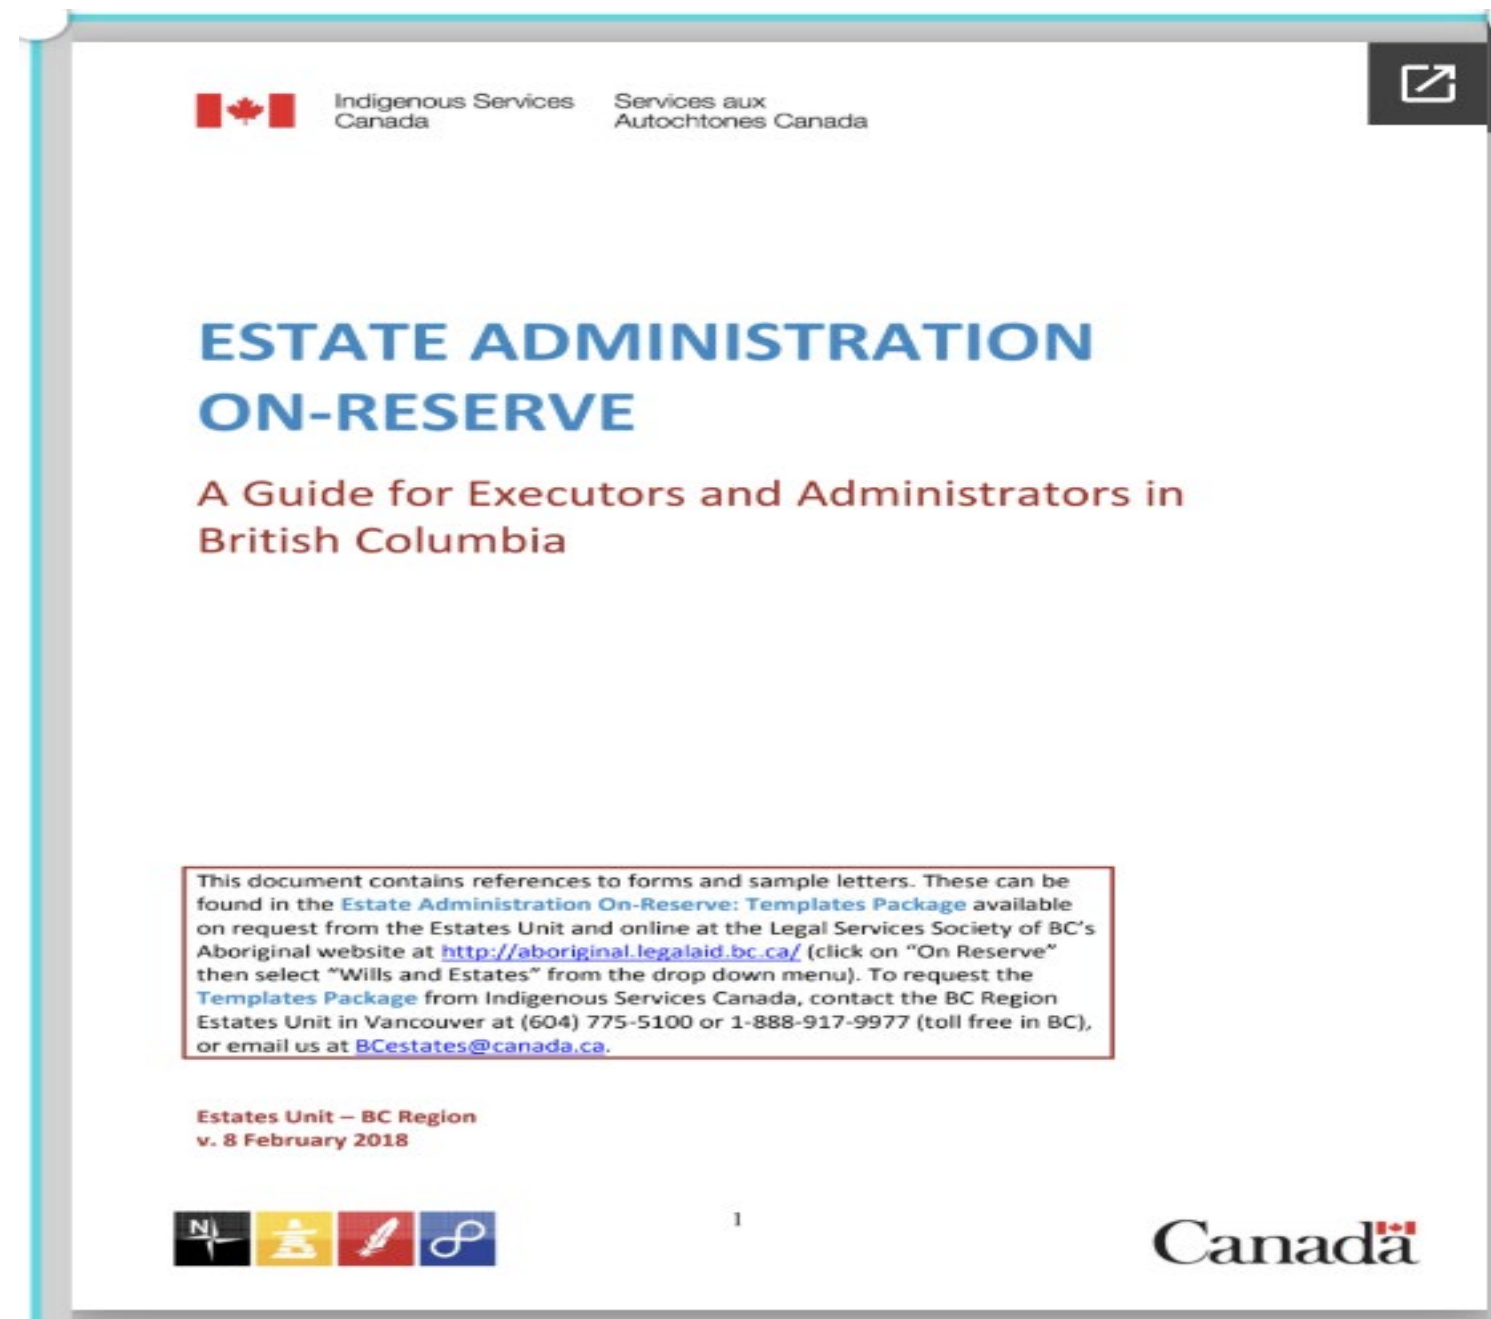 Indigenous Services Canada
Services aux Autochtones Canada
ESTATE ADMINISTRATION
ON-RESERVE
A Guide for Executors and Administrators in
British Columbia
This document contains references to forms and sample letters. These can be
found in the Estate Administration On-Reserve: Templates Package available
on request from the Estates Unit and online at the Legal Services Society of BC's
Aboriginal website at http://aboriginal.legalaid.bc.ca/ (click on "On Reserve"
then select "Wills and Estates" from the drop down menu). To request the
Templates Package from Indigenous Services Canada, contact the BC Region
Estates Unit in Vancouver at (604) 775-5100 or 1-888-917-9977 (toll free in BC),
or email us at BCestates@canada.ca.
Estates Unit – BC Region
v. 8 February 2018
N
1
Canada